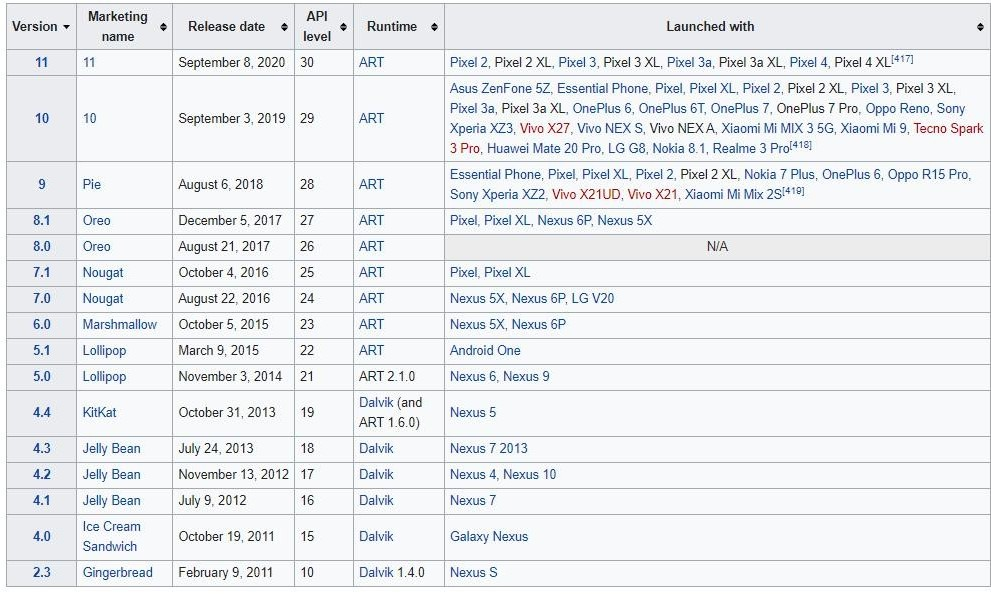 Version Marketing name Release date API level Runtime Launched with
11 11 September 8, 2020 30 ART Pixel 2, Pixel 2 XL, Pixel 3, Pixel 3 XL, Pixel 3a, Pixel 3a XL, Pixel 4, Pixel 4 XL[417]
10 10 September 3, 2019 29 ART Asus ZenFone 5Z, Essential Phone, Pixel, Pixel XL, Pixel 2, Pixel 2 XL, Pixel 3, Pixel 3 XL,
Pixel 3a, Pixel 3a XL, OnePlus 6, OnePlus 6T, OnePlus 7, OnePlus 7 Pro, Oppo Reno, Sony
Xperia XZ3, Vivo X27, Vivo NEX S, Vivo NEX A, Xiaomi Mi MIX 3 5G, Xiaomi Mi 9, Tecno Spark
3 Pro, Huawei Mate 20 Pro, LG G8, Nokia 8.1, Realme 3 Pro[418]
9 Pie August 6, 2018 28 ART Essential Phone, Pixel, Pixel XL, Pixel 2, Pixel 2 XL, Nokia 7 Plus, OnePlus 6, Oppo R15 Pro,
Sony Xperia XZ2, Vivo X21UD, Vivo X21, Xiaomi Mi Mix 2S[419]
8.1 Oreo December 5, 2017 27 ART Pixel, Pixel XL, Nexus 6P, Nexus 5X
8.0 Oreo August 21, 2017 26 ART N/A
7.1 Nougat October 4, 2016 25 ART Pixel, Pixel XL
7.0 Nougat August 22, 2016 24 ART Nexus 5X, Nexus 6P, LG V20
6.0 Marshmallow October 5, 2015 23 ART Nexus 5X, Nexus 6P
5.1 Lollipop March 9, 2015 22 ART Android One
5.0 Lollipop November 3, 2014 21 ART 2.1.0 Nexus 6, Nexus 9
4.4 KitKat October 31, 2013 19 Dalvik (and ART 1.6.0) Nexus 5
4.3 Jelly Bean July 24, 2013 18 Dalvik Nexus 7 2013
4.2 Jelly Bean November 13, 2012 17 Dalvik Nexus 4, Nexus 10
4.1 Jelly Bean July 9, 2012 16 Dalvik Nexus 7
4.0 Ice Cream Sandwich October 19, 2011 15 Dalvik Galaxy Nexus
2.3 Gingerbread February 9, 2011 10 Dalvik 1.4.0 Nexus S